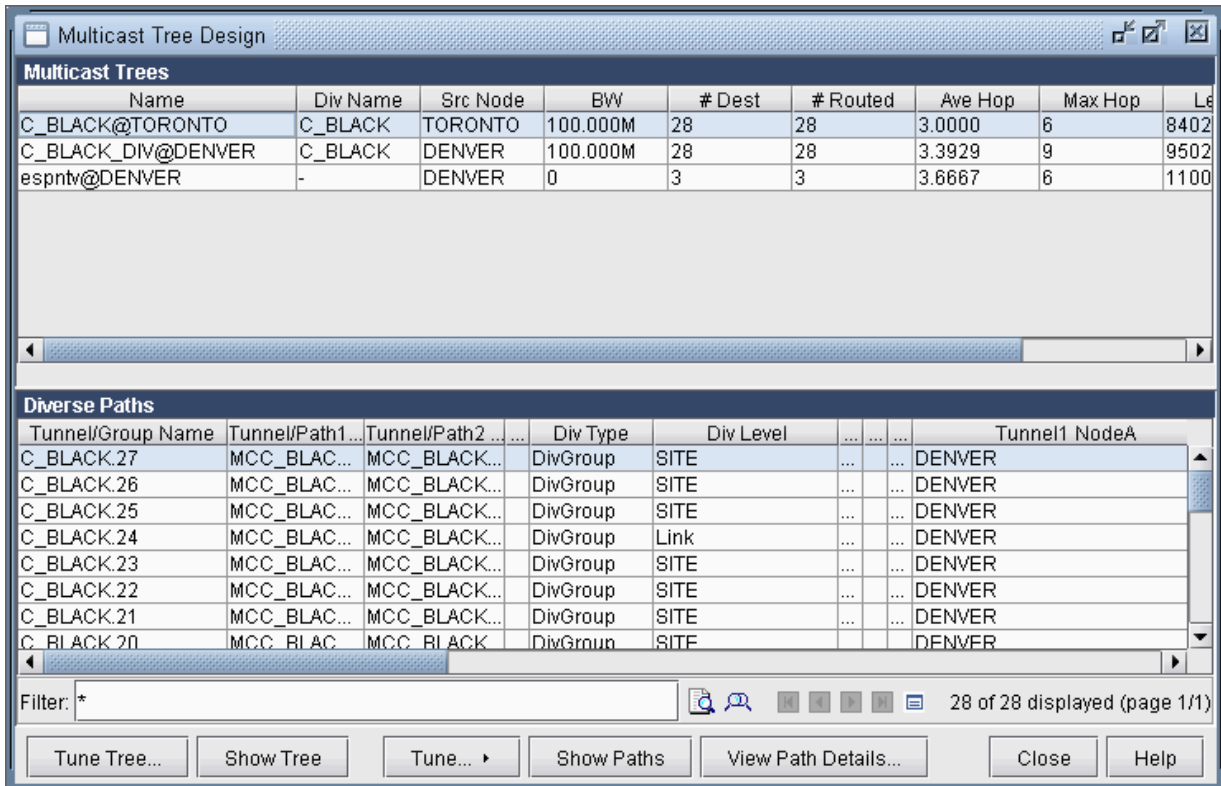 Multicast Tree Design
Multicast Trees
Name Div Name Src Node BW # Dest # Routed Ave Hop Max Hop Le
C_BLACK@TORONTO C_BLACK TORONTO 100.000M 28 28 3.0000 6 8402
C_BLACK_DIV@DENVER C_BLACK DENVER 100.000M 28 28 3.3929 9 9502
espntv@DENVER - DENVER 0 3 3 3.6667 6 1100
Diverse Paths
Tunnel/Group Name Tunnel/Path1... Tunnel/Path2 ... ... Div Type Div Level ... ... ... Tunnel1 NodeA
C_BLACK.27 MCC_BLAC... MCC_BLACK... DivGroup SITE ... ... DENVER
C_BLACK.26 MCC_BLAC... MCC_BLACK... DivGroup SITE ... ... DENVER
C_BLACK.25 MCC_BLAC... MCC_BLACK... DivGroup SITE ... ... DENVER
C_BLACK.24 MCC_BLAC... MCC_BLACK... DivGroup Link ... ... DENVER
C_BLACK.23 MCC_BLAC... MCC_BLACK... DivGroup SITE ... ... DENVER
C_BLACK.22 MCC_BLAC... MCC_BLACK... DivGroup SITE ... ... DENVER
C_BLACK.21 MCC_BLAC... MCC_BLACK... DivGroup SITE ... ... DENVER
C_BLACK.20 MCC_BLAC MCC_BLACK DivGroup SITE DENVER
Filter: * 28 of 28 displayed (page 1/1)
Tune Tree... Show Tree Tune... Show Paths View Path Details... Close Help